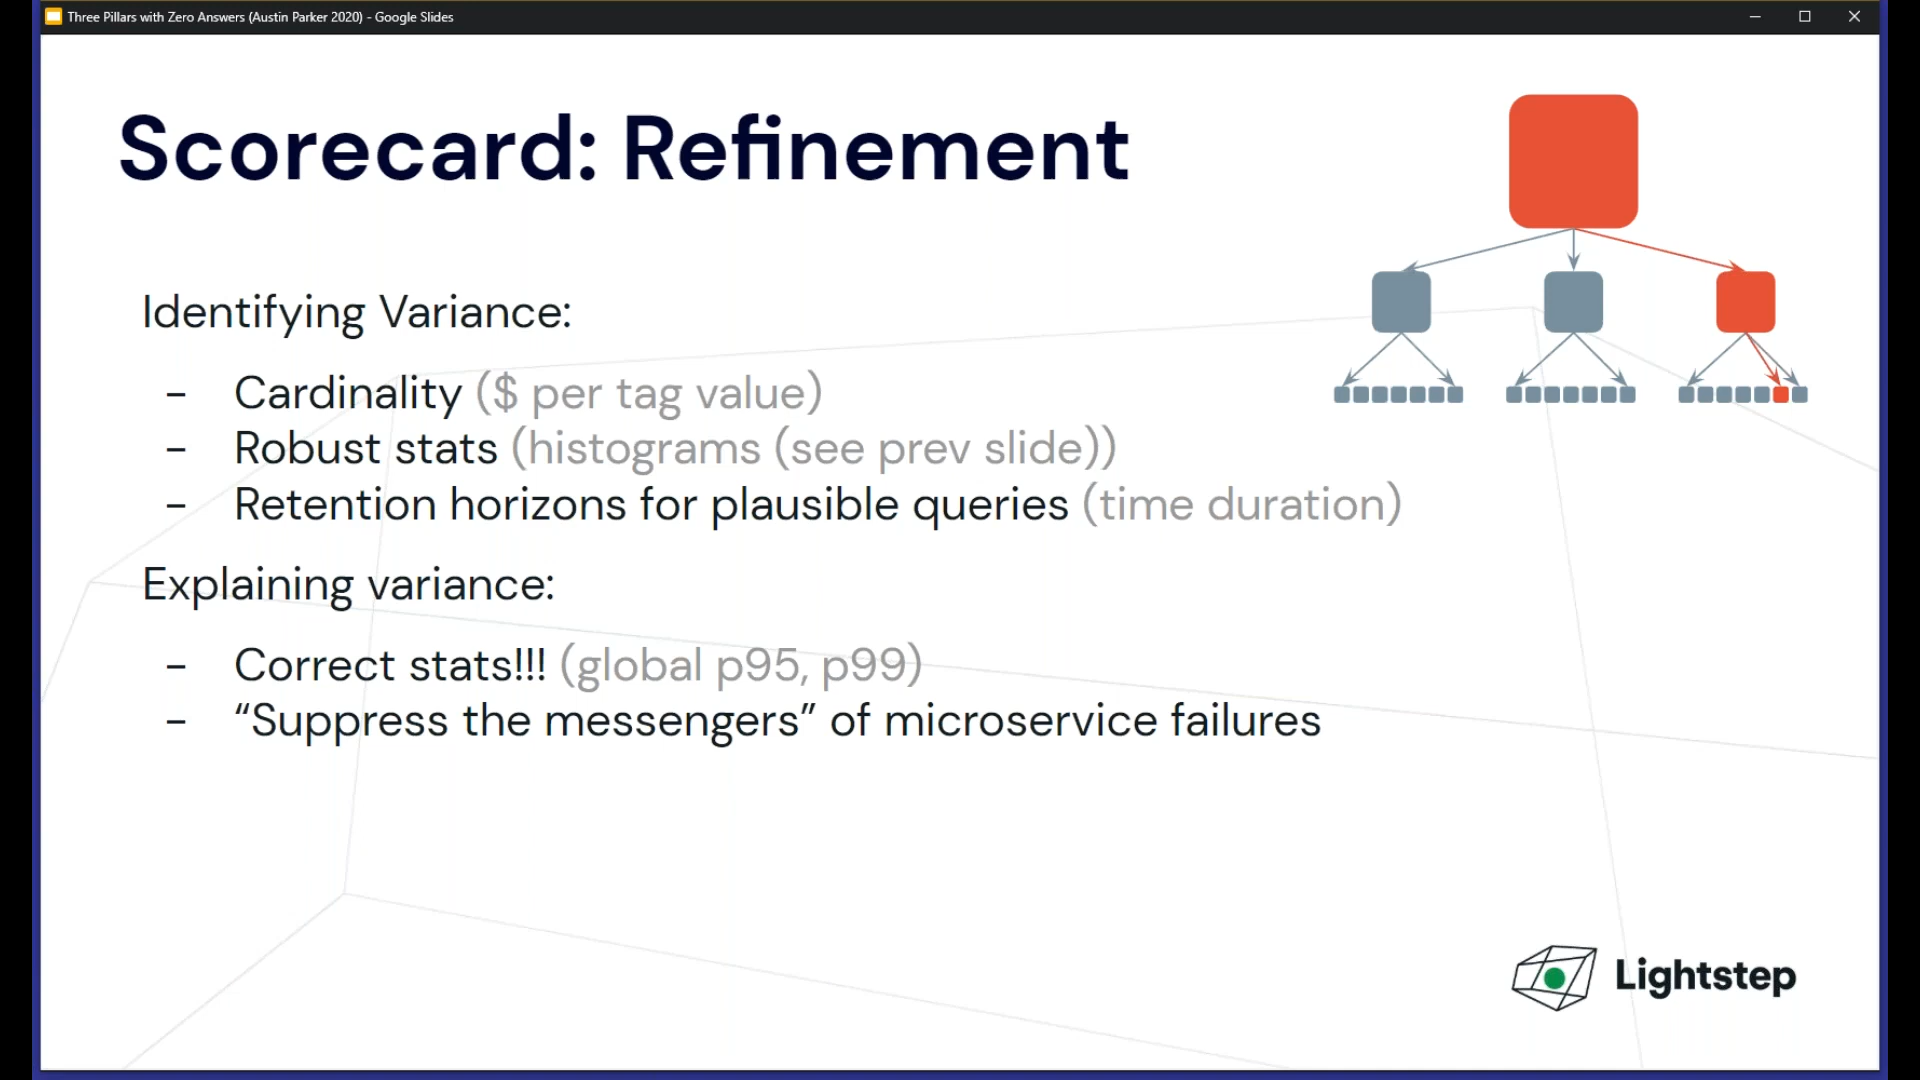 Three Pillars with Zero Answers (Austin Parker 2020) - Google Slides
Scorecard: Refinement
Identifying Variance:
- Cardinality ($ per tag value)
- Robust stats (histograms (see prev slide))
- Retention horizons for plausible queries (time duration)
Explaining variance:
- Correct stats!!! (global p95, p99)
- “Suppress the messengers” of microservice failures
Lightstep